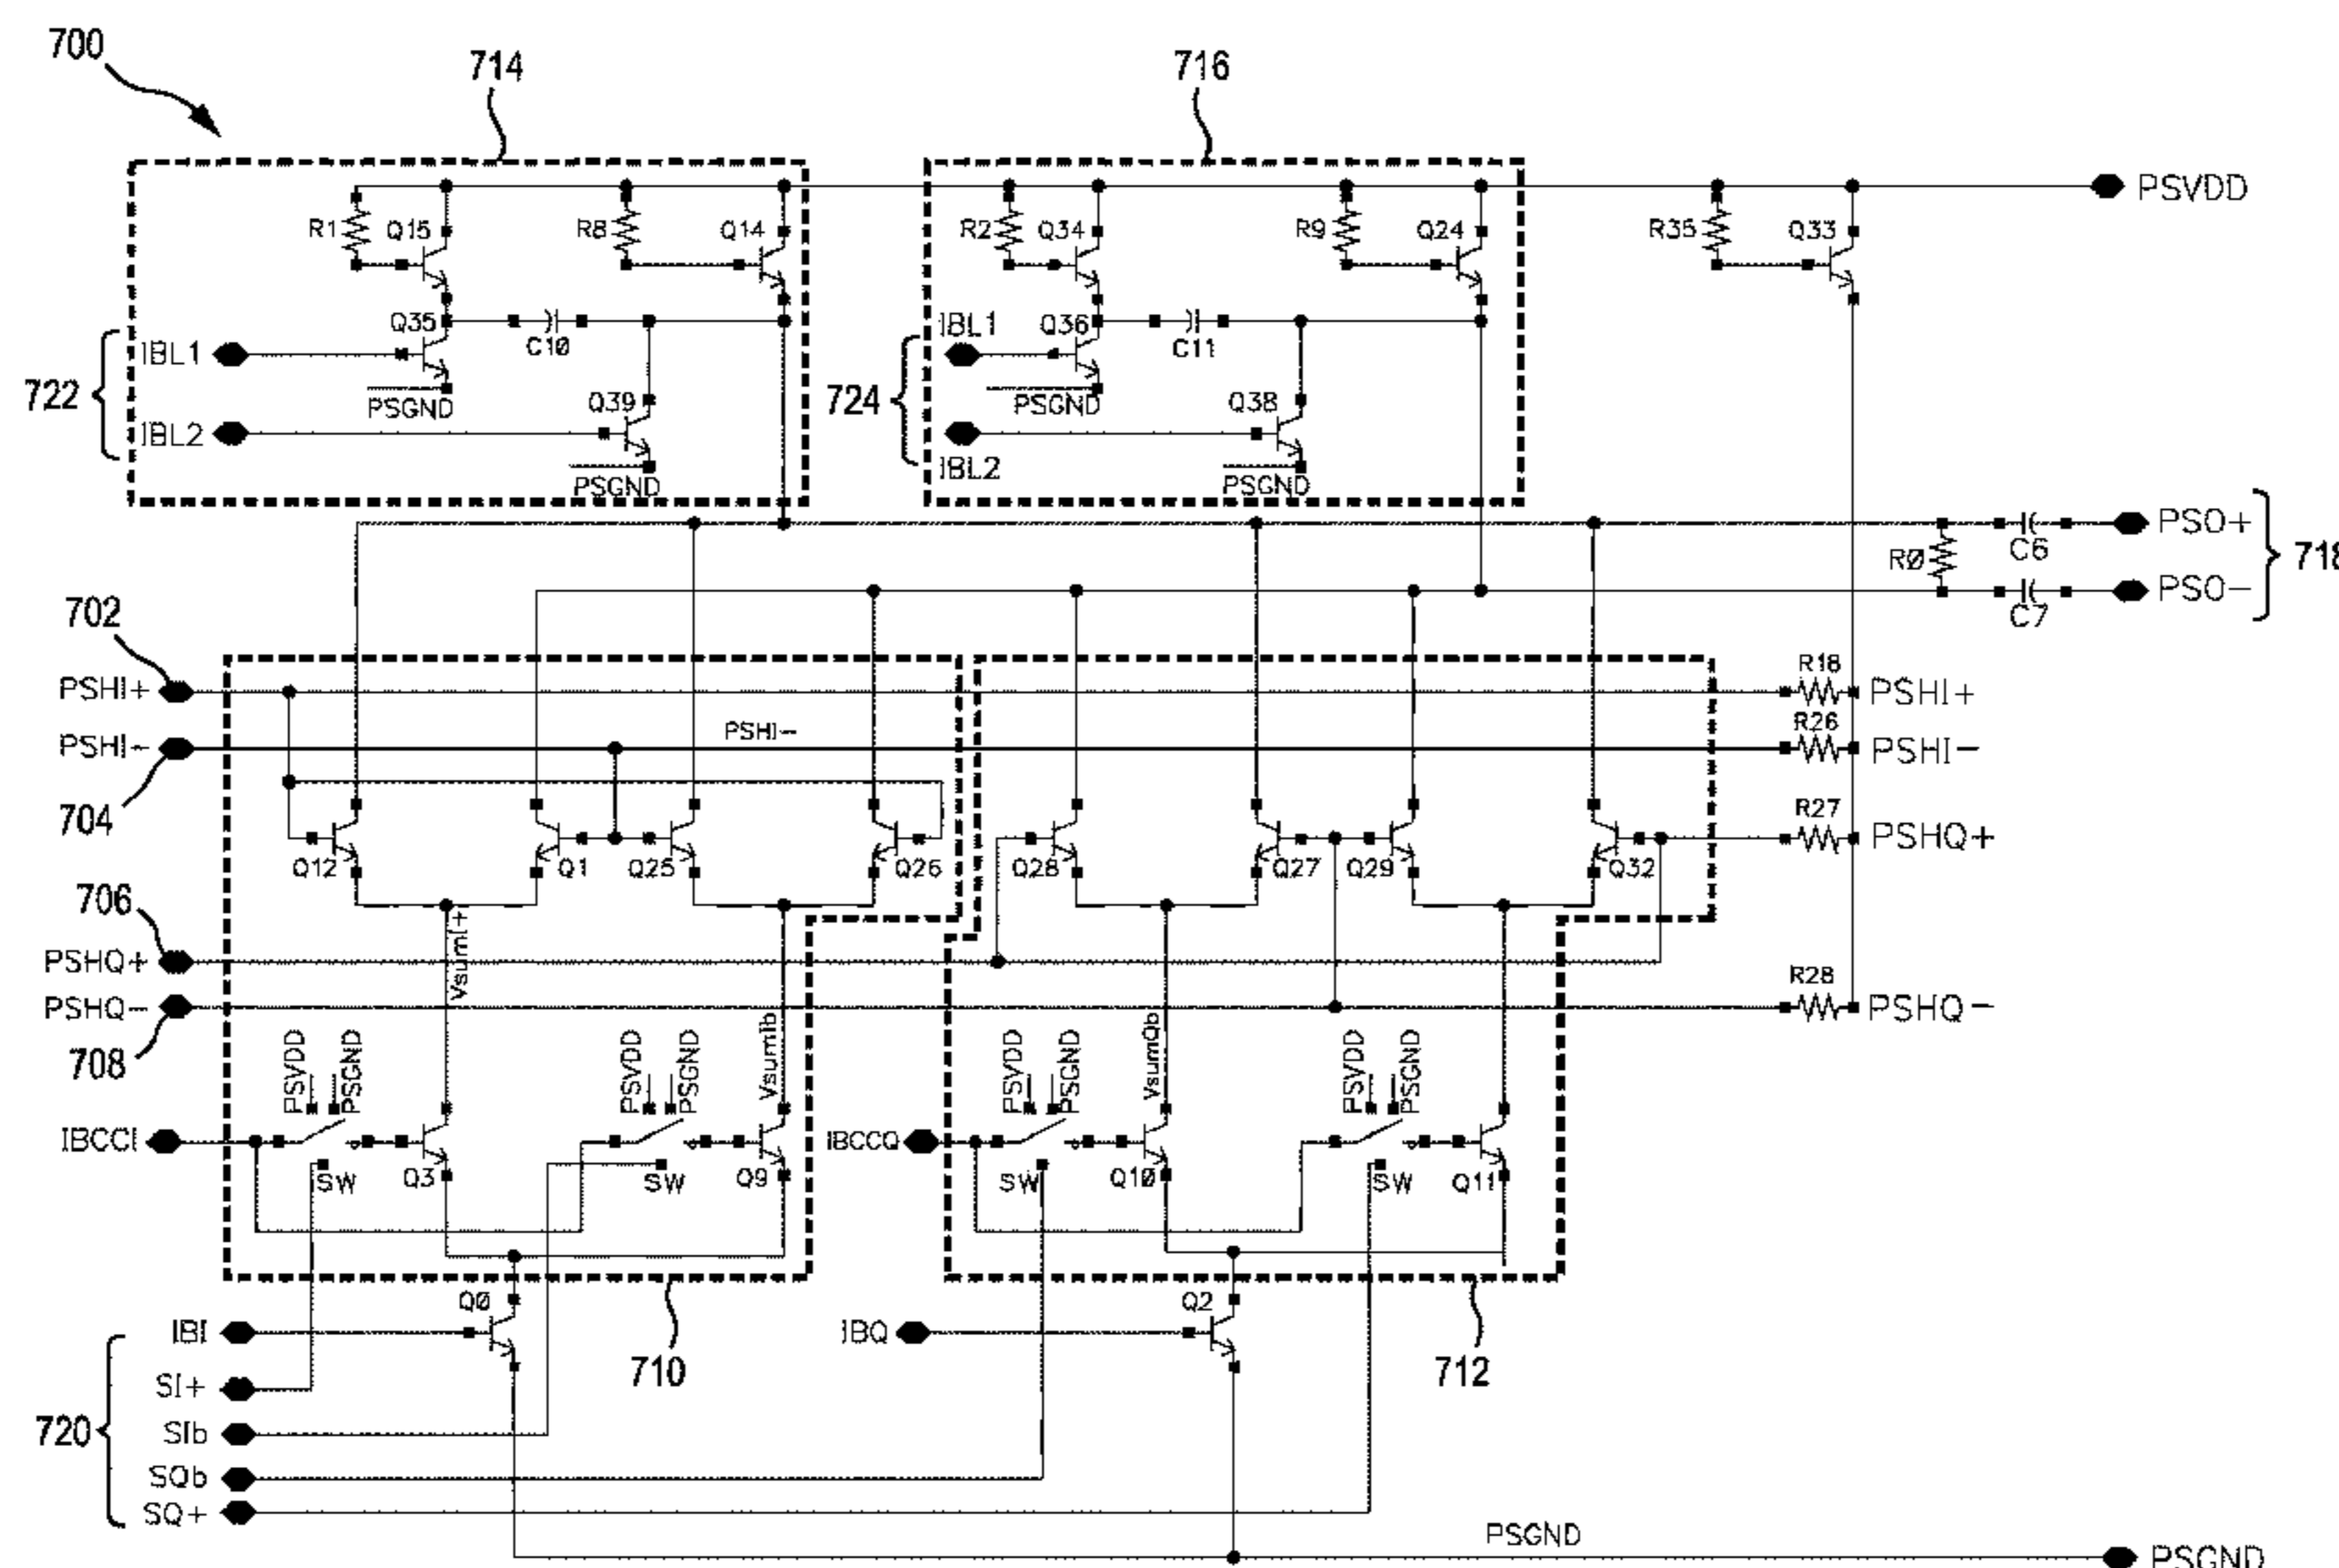 700
714
716
PSVDD
R1
Q15
R8
Q14
R2
Q34
R9
Q24
R35
Q33
Q35
C10
IBL1
Q36
C11
IBL1
722
PSGND
724
PSGND
Q39
Q38
IBL2
IBL2
PSGND
PSGND
PSO+
C6
RØ
718
PSO-
C7
702
PSHI+
R18
PSHI+
PSHI-
PSHI-
R26
PSHI-
704
R27
PSHQ+
Q12
Q1
Q25
Q26
Q28
Q27
Q29
Q32
706
VsumI+
PSHQ+
PSHQ-
R28
PSHQ-
708
PSVDD
PSGND
PSVDD
PSGND
VsumIb
PSVDD
PSGND
VsumQb
PSVDD
PSGND
IBCCI
IBCCQ
SW
Q3
SW
Q9
SW
Q10
SW
Q11
QØ
Q2
IBI
IBQ
710
712
SI+
720
SIb
SQb
SQ+
PSGND
PSGND